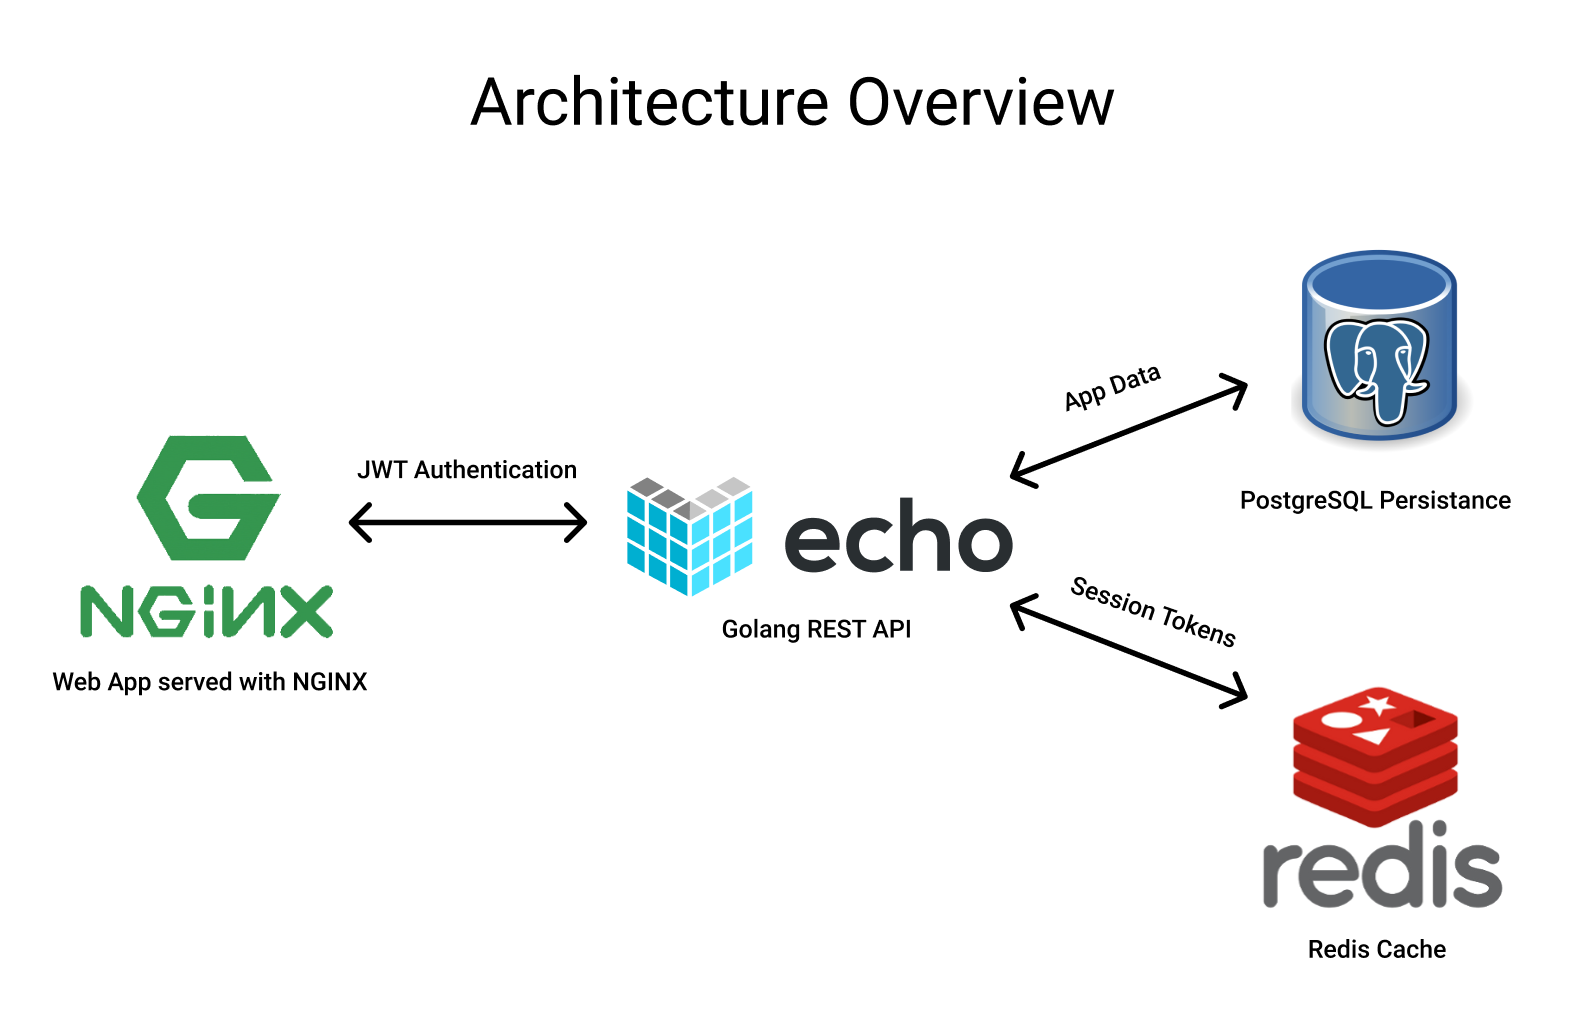 Architecture Overview
App Data
PostgreSQL Persistance
JWT Authentication
NGiNX
Web App served with NGINX
echo
Golang REST API
Session Tokens
redis
Redis Cache